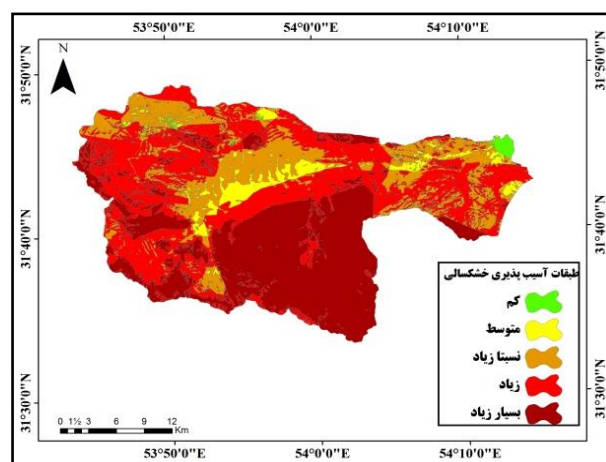 53°50'0"E 54°0'0"E 54°10'0"E
N
31°50'0"N
31°50'0"N
31°40'0"N
31°40'0"N
31°30'0"N
31°30'0"N
طبقات آسیب پذیری خشکسالی
کم
متوسط
نسبتا زیاد
زیاد
بسیار زیاد
0 1½ 3 6 9 12
Km
53°50'0"E 54°0'0"E 54°10'0"E